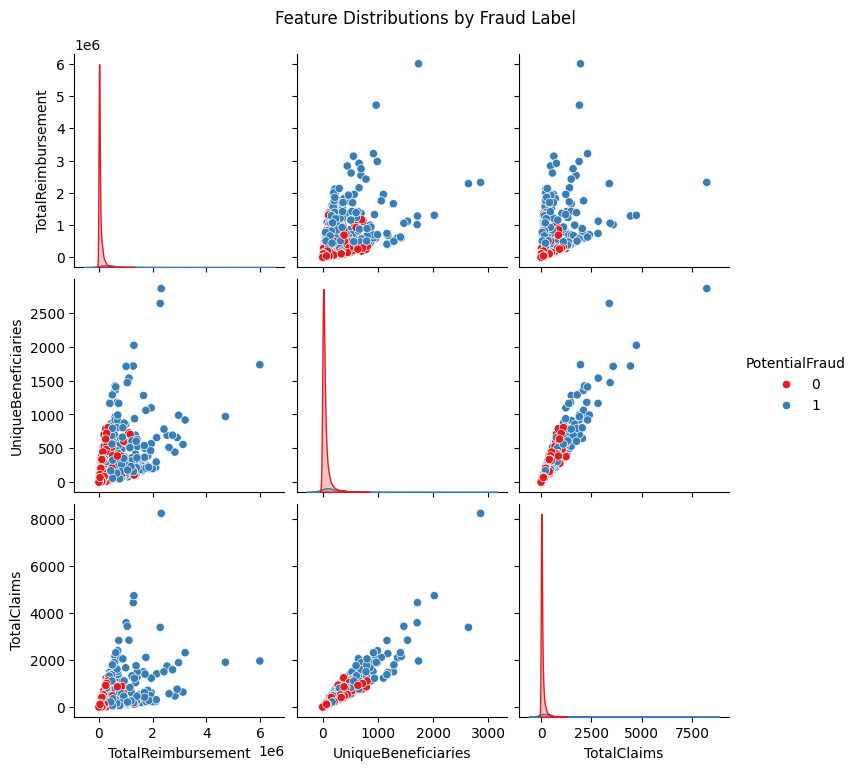 Feature Distributions by Fraud Label
1e6
6
5
4
3
2
1
0
TotalReimbursement
2500
2000
1500
1000
500
0
UniqueBeneficiaries
PotentialFraud
0
1
8000
6000
4000
2000
0
TotalClaims
0 2 4 6
1e6
TotalReimbursement
0 1000 2000 3000
UniqueBeneficiaries
0 2500 5000 7500
TotalClaims